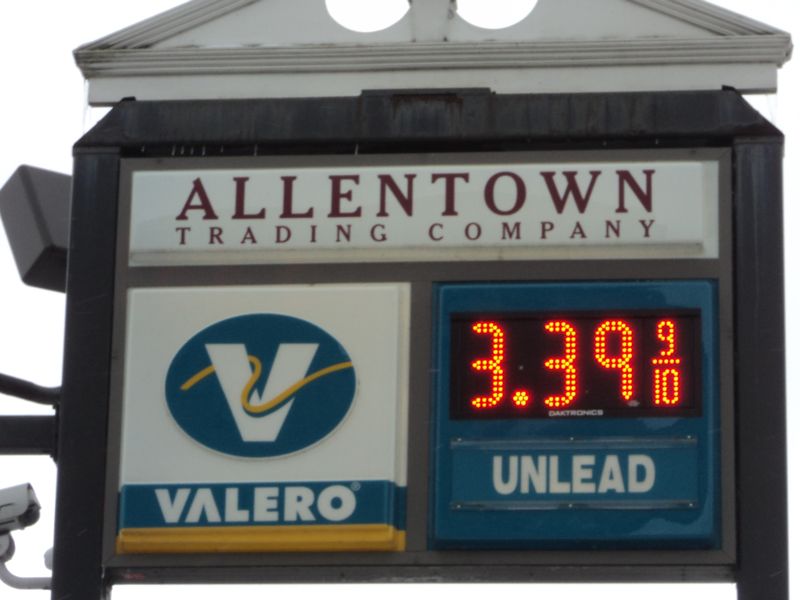 ALLENTOWN
TRADING COMPANY
V
VALERO®
3.39 9/10
DAKTRONICS
UNLEAD